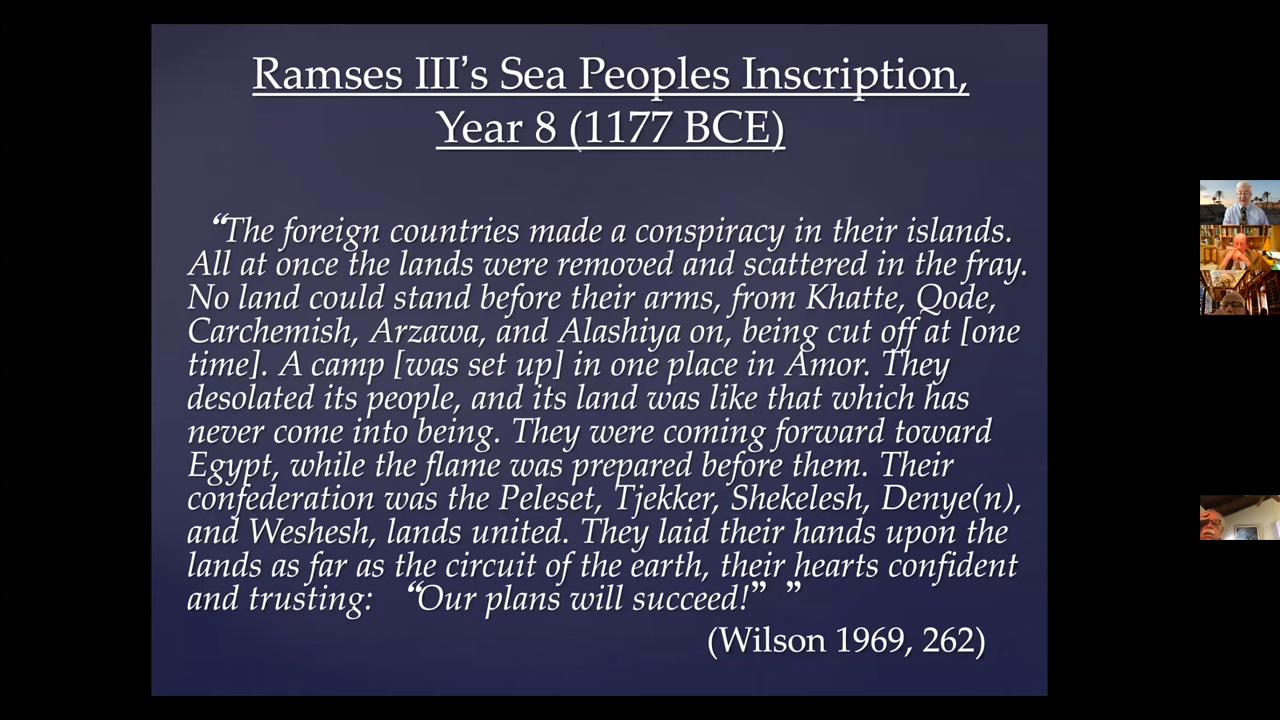 Ramses III's Sea Peoples Inscription,
Year 8 (1177 BCE)
“The foreign countries made a conspiracy in their islands.
All at once the lands were removed and scattered in the fray.
No land could stand before their arms, from Khatte, Qode,
Carchemish, Arzawa, and Alashiya on, being cut off at [one
time]. A camp [was set up] in one place in Amor. They
desolated its people, and its land was like that which has
never come into being. They were coming forward toward
Egypt, while the flame was prepared before them. Their
confederation was the Peleset, Tjekker, Shekelesh, Denye(n),
and Weshesh, lands united. They laid their hands upon the
lands as far as the circuit of the earth, their hearts confident
and trusting: “Our plans will succeed!” ”
(Wilson 1969, 262)